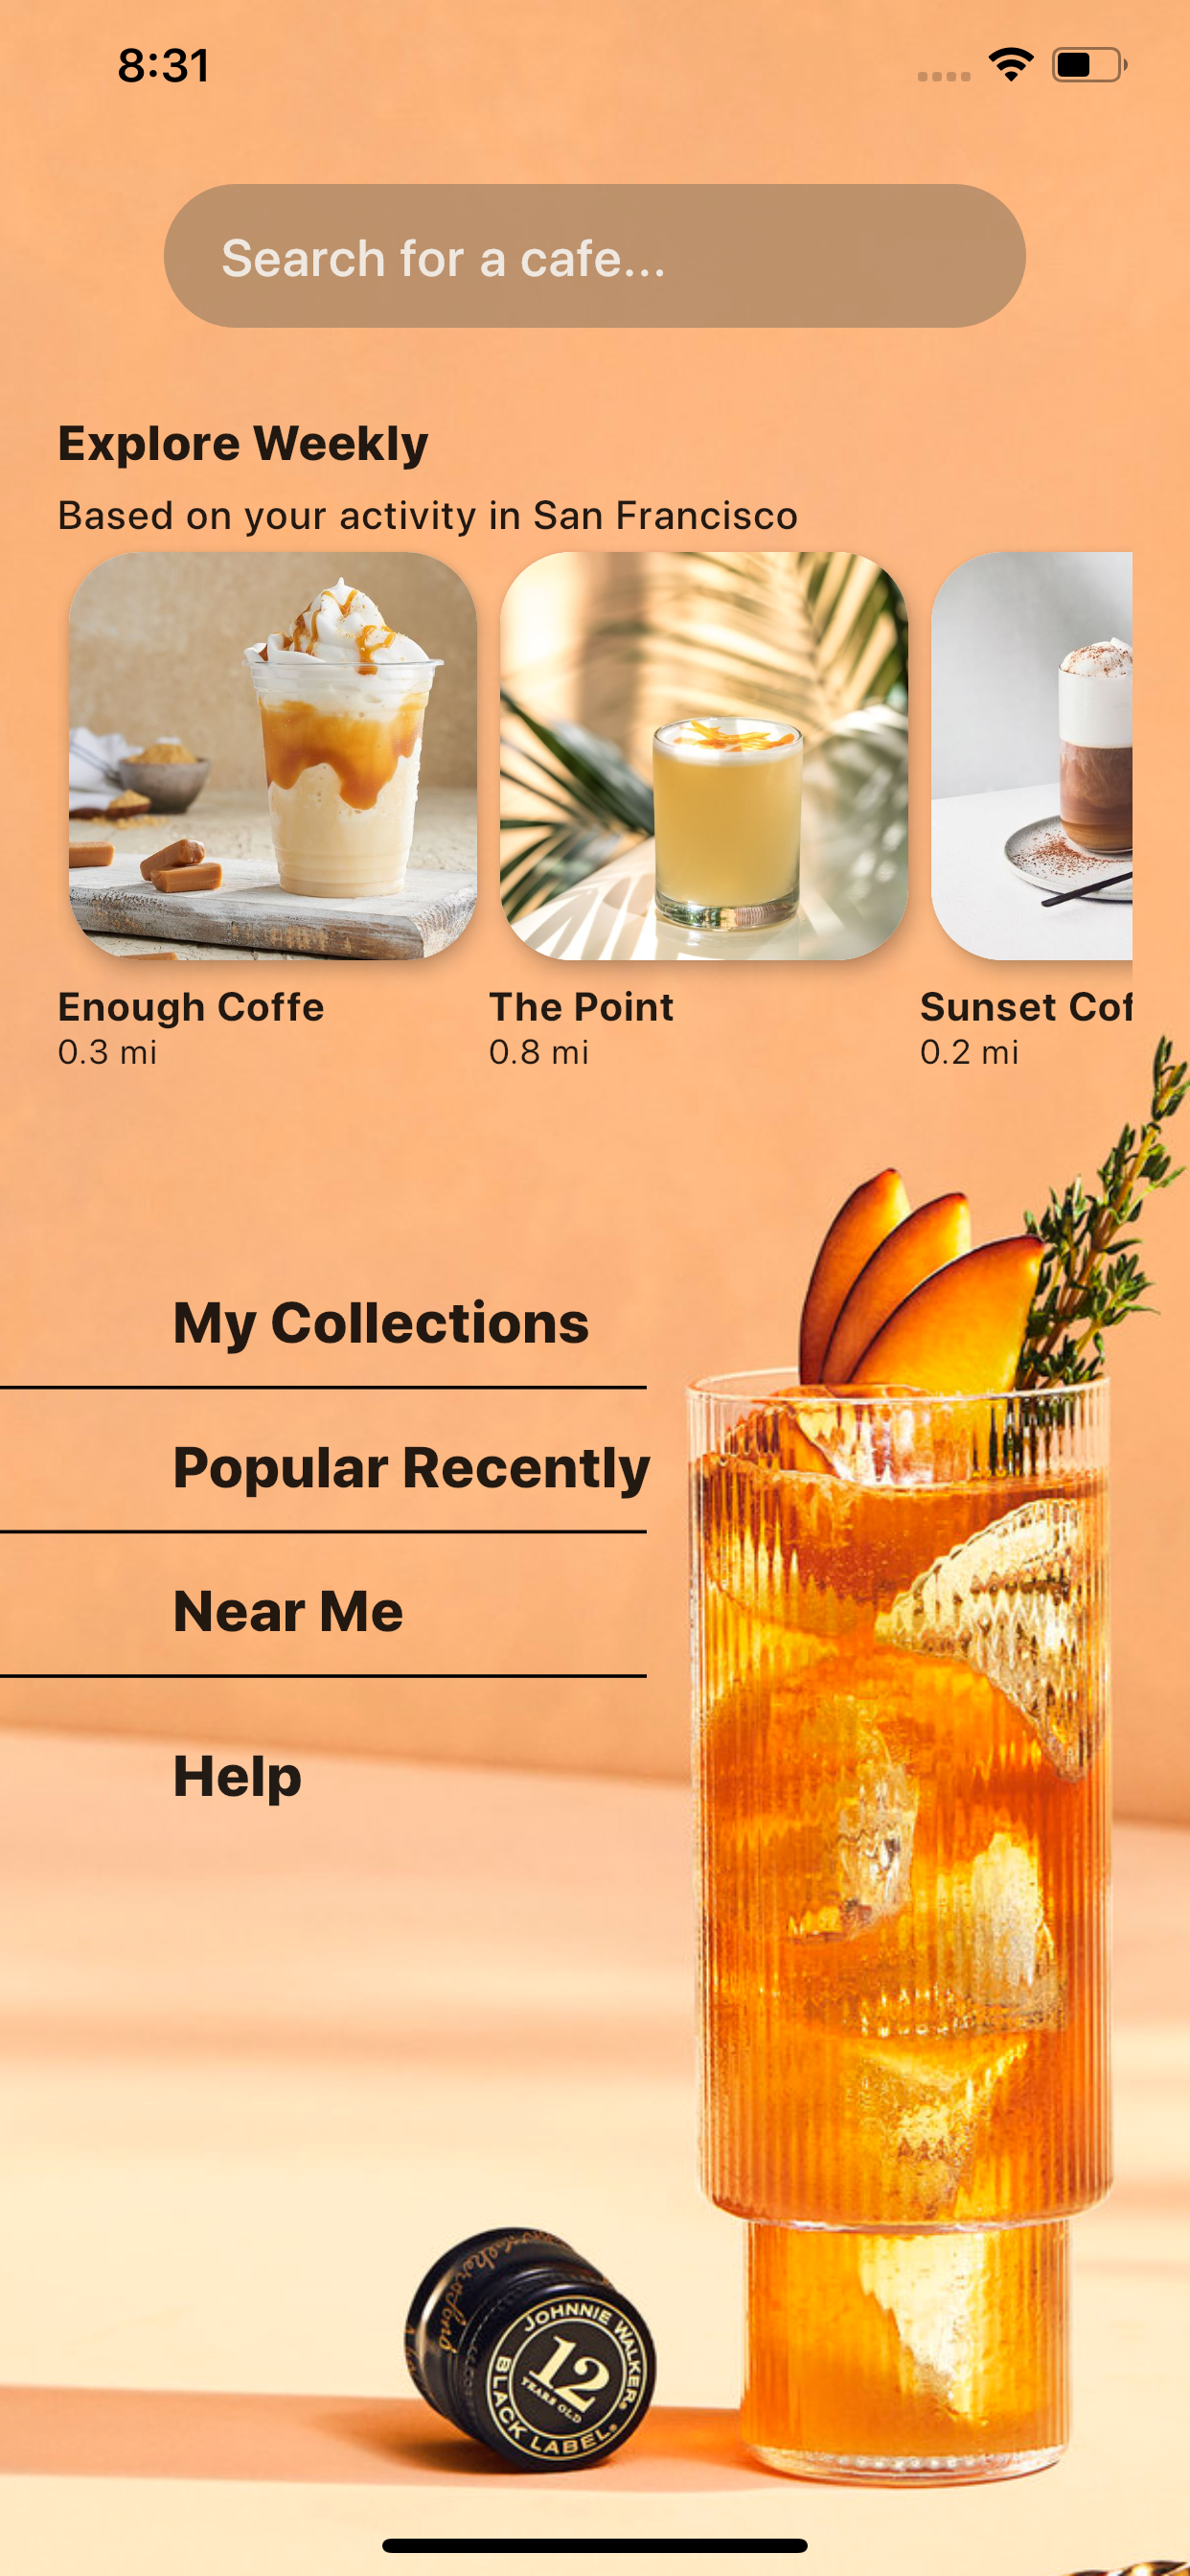 8:31
Search for a cafe...
Explore Weekly
Based on your activity in San Francisco
Enough Coffe
0.3 mi
The Point
0.8 mi
Sunset Cof
0.2 mi
My Collections
Popular Recently
Near Me
Help
JOHNNIE WALKER®
12
YEARS OLD
BLACK LABEL®